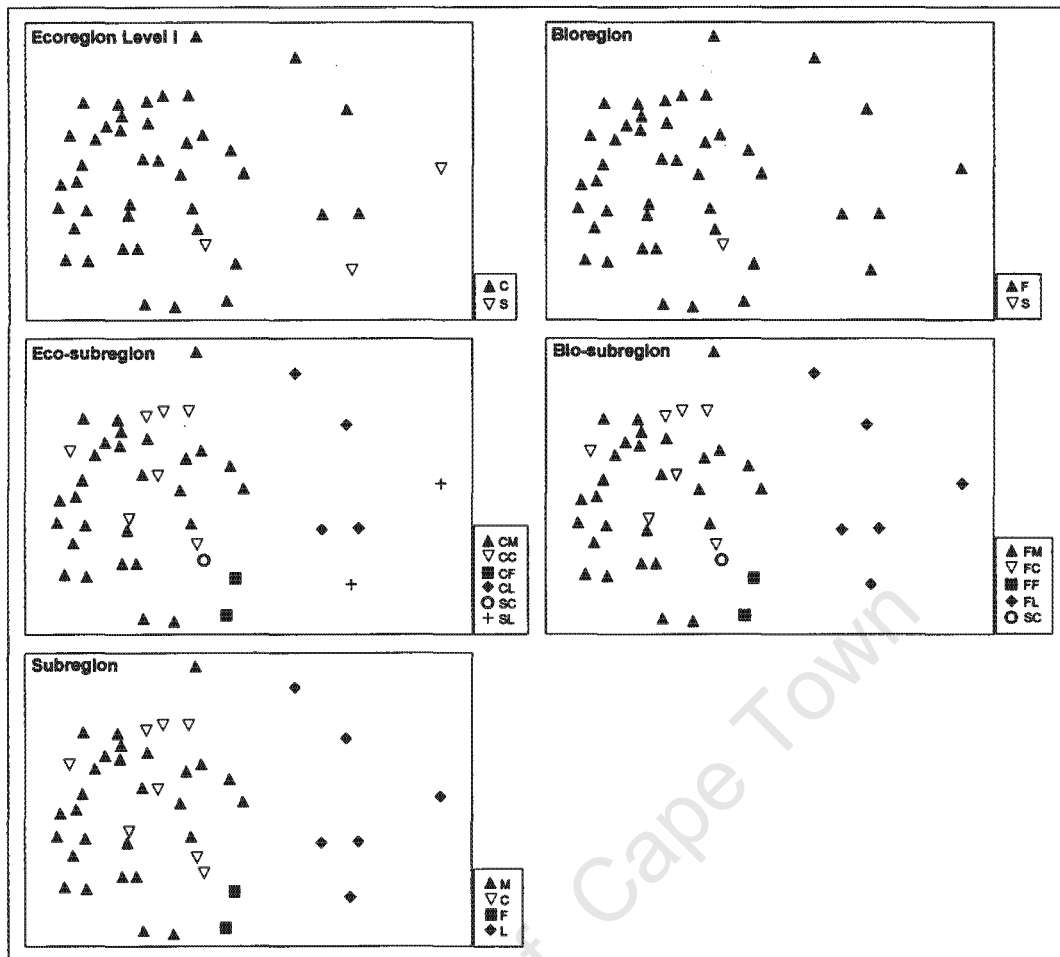 Ecoregion Level I
C
S
Bioregion
F
S
Eco-subregion
CM
CC
CF
CL
SC
SL
Bio-subregion
FM
FC
FF
FL
SC
Subregion
M
C
F
L
Cape Town